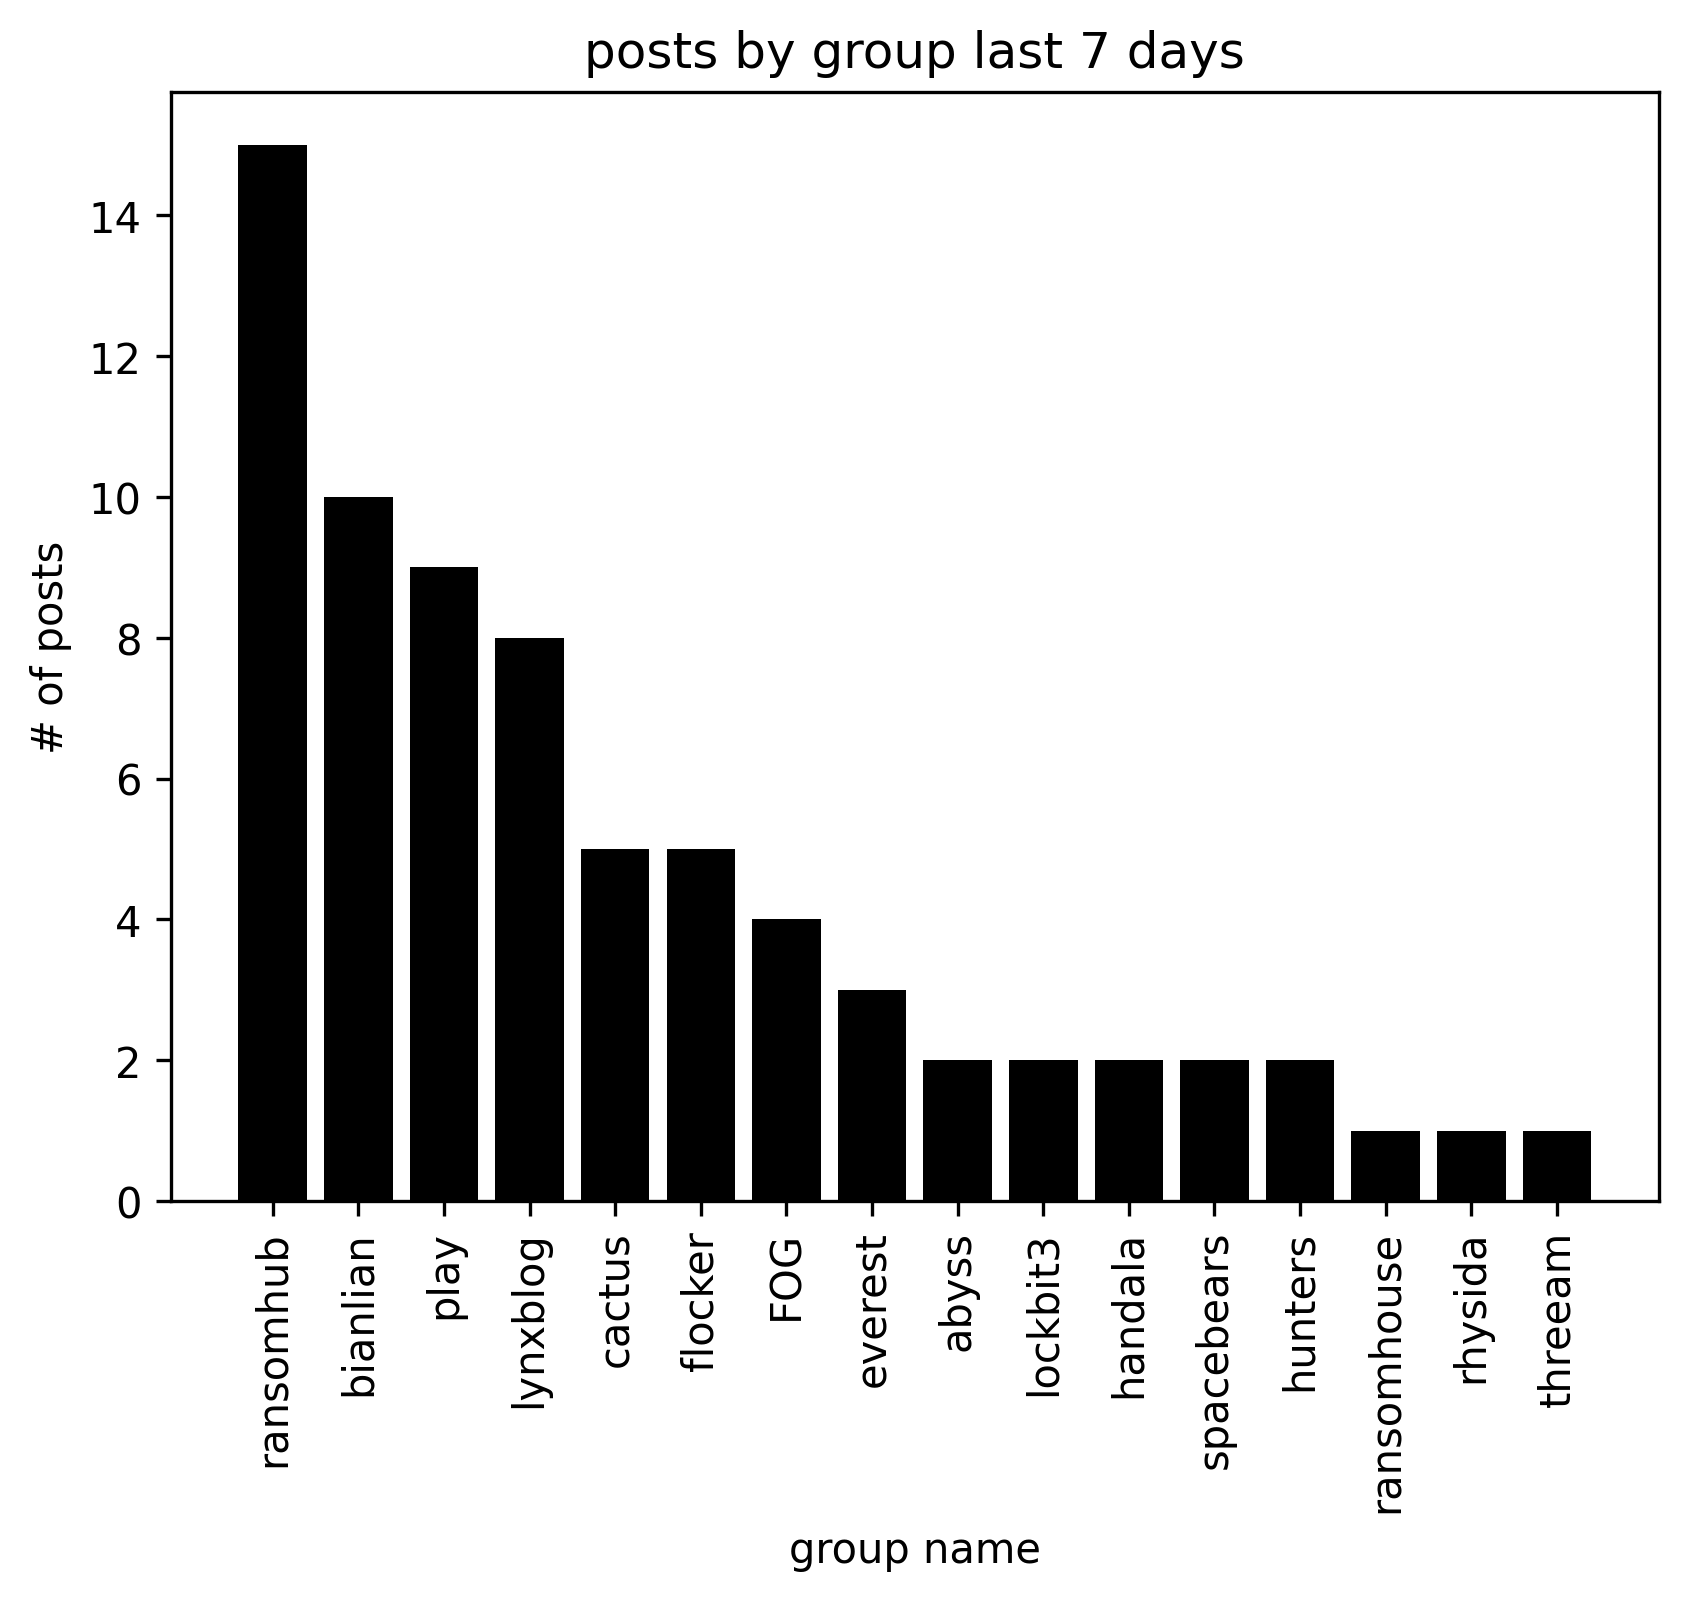 posts by group last 7 days
# of posts
14
12
10
8
6
4
2
0
ransomhub
bianlian
play
lynxblog
cactus
flocker
FOG
everest
abyss
lockbit3
handala
spacebears
hunters
ransomhouse
rhysida
threeam
group name